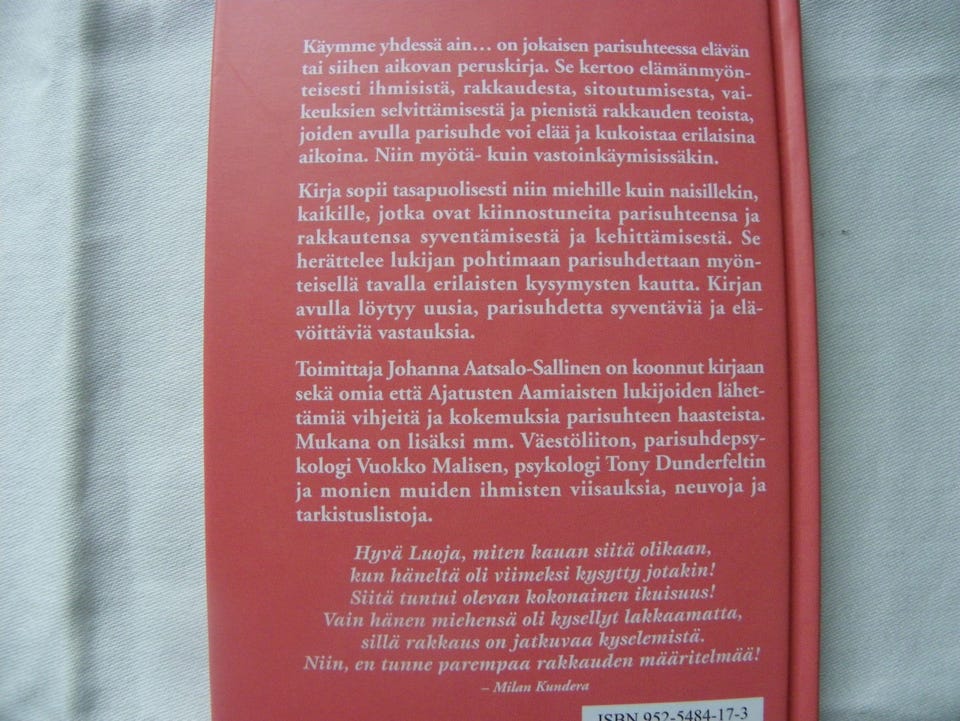 Käymme yhdessä ain... on jokaisen parisuhteessa elävän
tai siihen aikovan peruskirja. Se kertoo elämänmyön-
teisesti ihmisistä, rakkaudesta, sitoutumisesta, vai-
keuksien selvittämisestä ja pienistä rakkauden teoista,
joiden avulla parisuhde voi elää ja kukoistaa erilaisina
aikoina. Niin myötä- kuin vastoinkäymisissäkin.
Kirja sopii tasapuolisesti niin miehille kuin naisillekin,
kaikille, jotka ovat kiinnostuneita parisuhteensa ja
rakkautensa syventämisestä ja kehittämisestä. Se
herättelee lukijan pohtimaan parisuhdettaan myön-
teisellä tavalla erilaisten kysymysten kautta. Kirjan
avulla löytyy uusia, parisuhdetta syventäviä ja elä-
vöittäviä vastauksia.
Toimittaja Johanna Aatsalo-Sallinen on koonnut kirjaan
sekä omia että Ajatusten Aamiaisten lukijoiden lähet-
tämiä vihjeitä ja kokemuksia parisuhteen haasteista.
Mukana on lisäksi mm. Väestöliiton, parisuhdepsy-
kologi Vuokko Malisen, psykologi Tony Dunderfeltin
ja monien muiden ihmisten viisauksia, neuvoja ja
tarkistuslistoja.
Hyvä Luoja, miten kauan siitä olikaan,
kun häneltä oli viimeksi kysytty jotakin!
Siitä tuntui olevan kokonainen ikuisuus!
Vain hänen miehensä oli kysellyt lakkaamatta,
sillä rakkaus on jatkuvaa kyselemistä.
Niin, en tunne parempaa rakkauden määritelmää!
– Milan Kundera
ISBN 952-5484-17-3